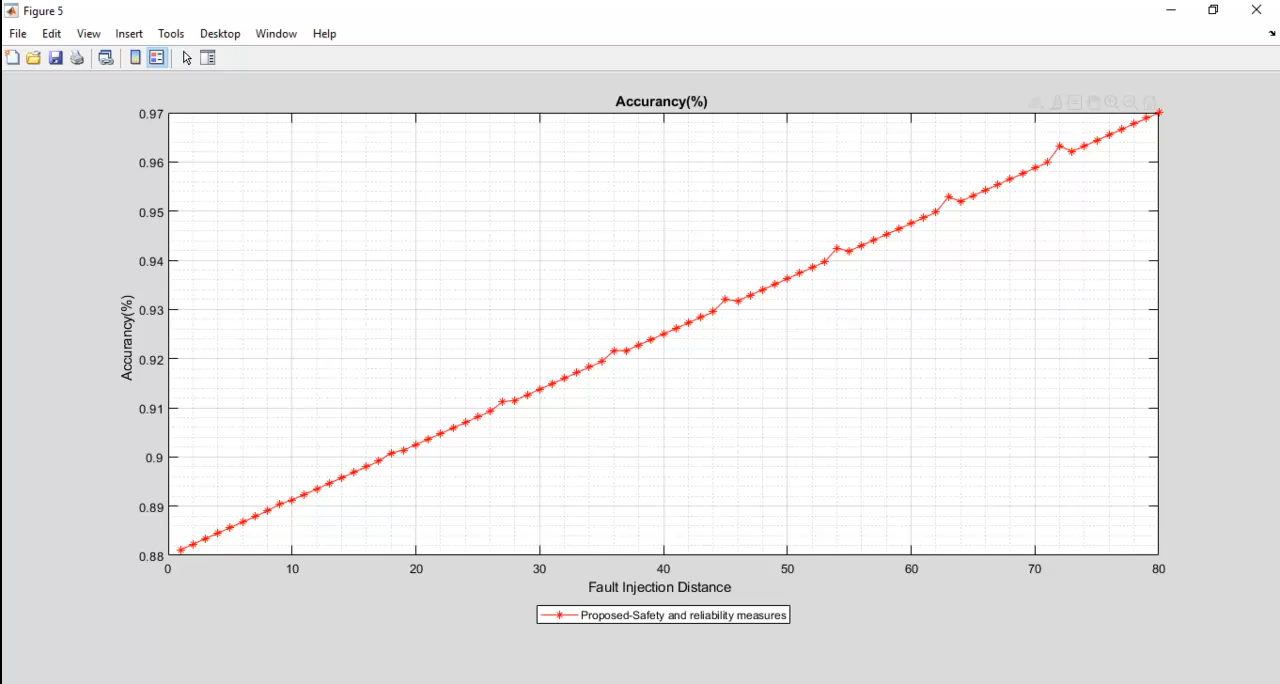 Figure 5
File Edit View Insert Tools Desktop Window Help
Accurancy(%)
0.97
0.96
0.95
0.94
0.93
0.92
0.91
0.9
0.89
0.88
Accurancy(%)
0 10 20 30 40 50 60 70 80
Fault Injection Distance
Proposed-Safety and reliability measures